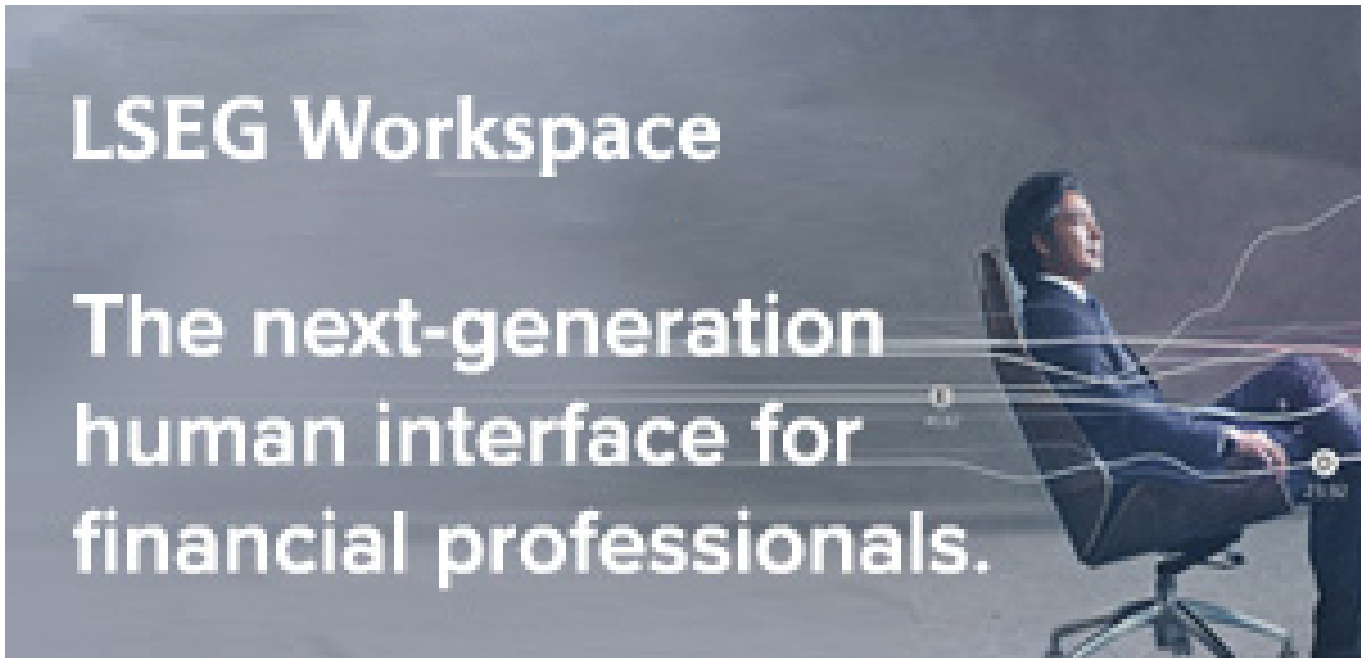 LSEG Workspace
The next-generation
human interface for
financial professionals.